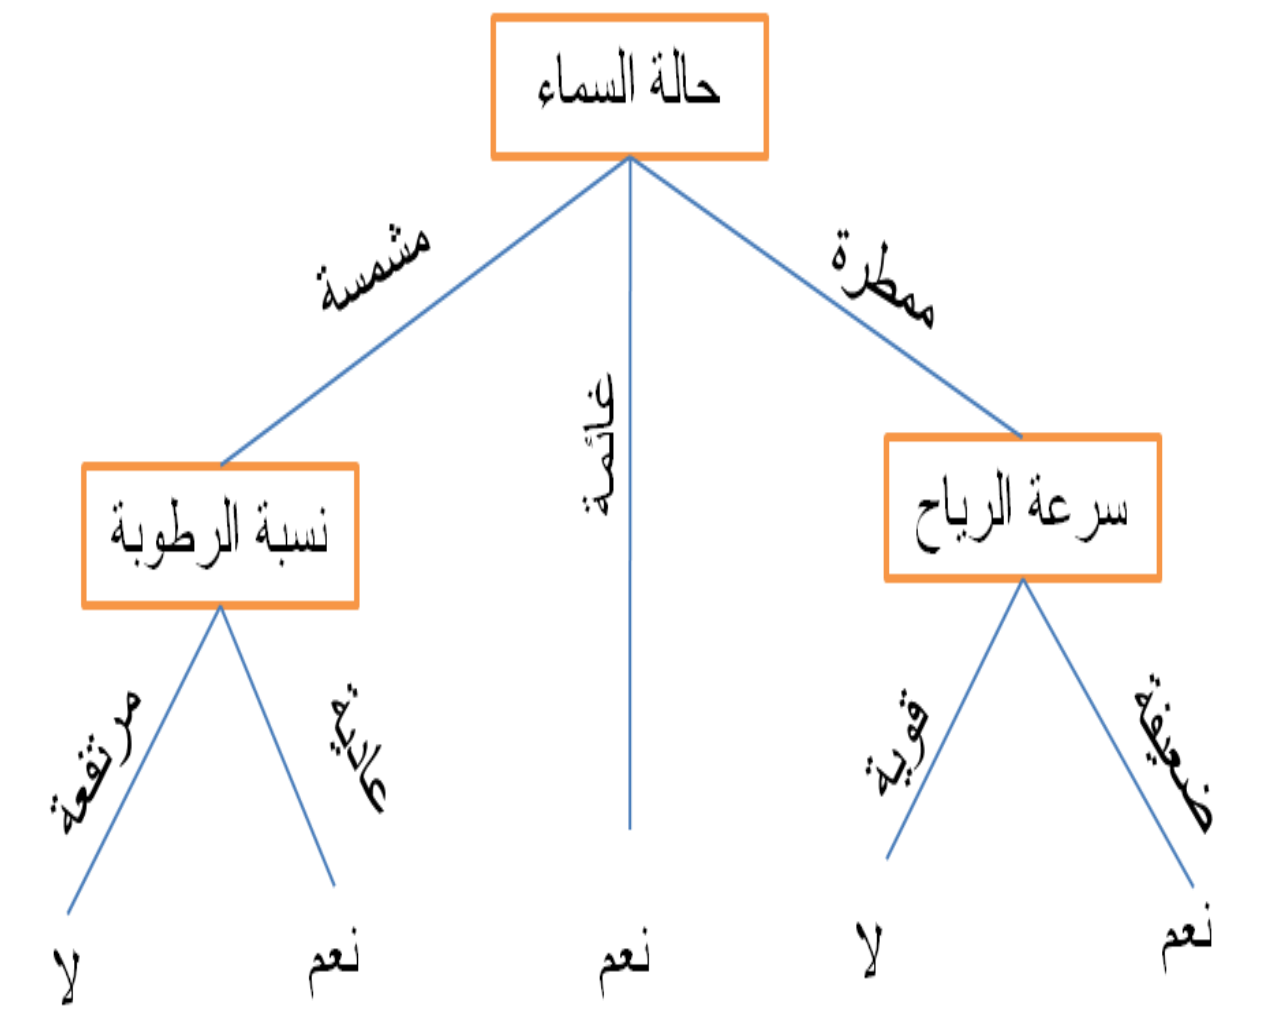 حالة السماء
ممطرة
غائمة
مشمسة
سرعة الرياح
نسبة الرطوبة
ضعيفة
قوية
عادية
مرتفعة
نعم
لا
نعم
نعم
لا